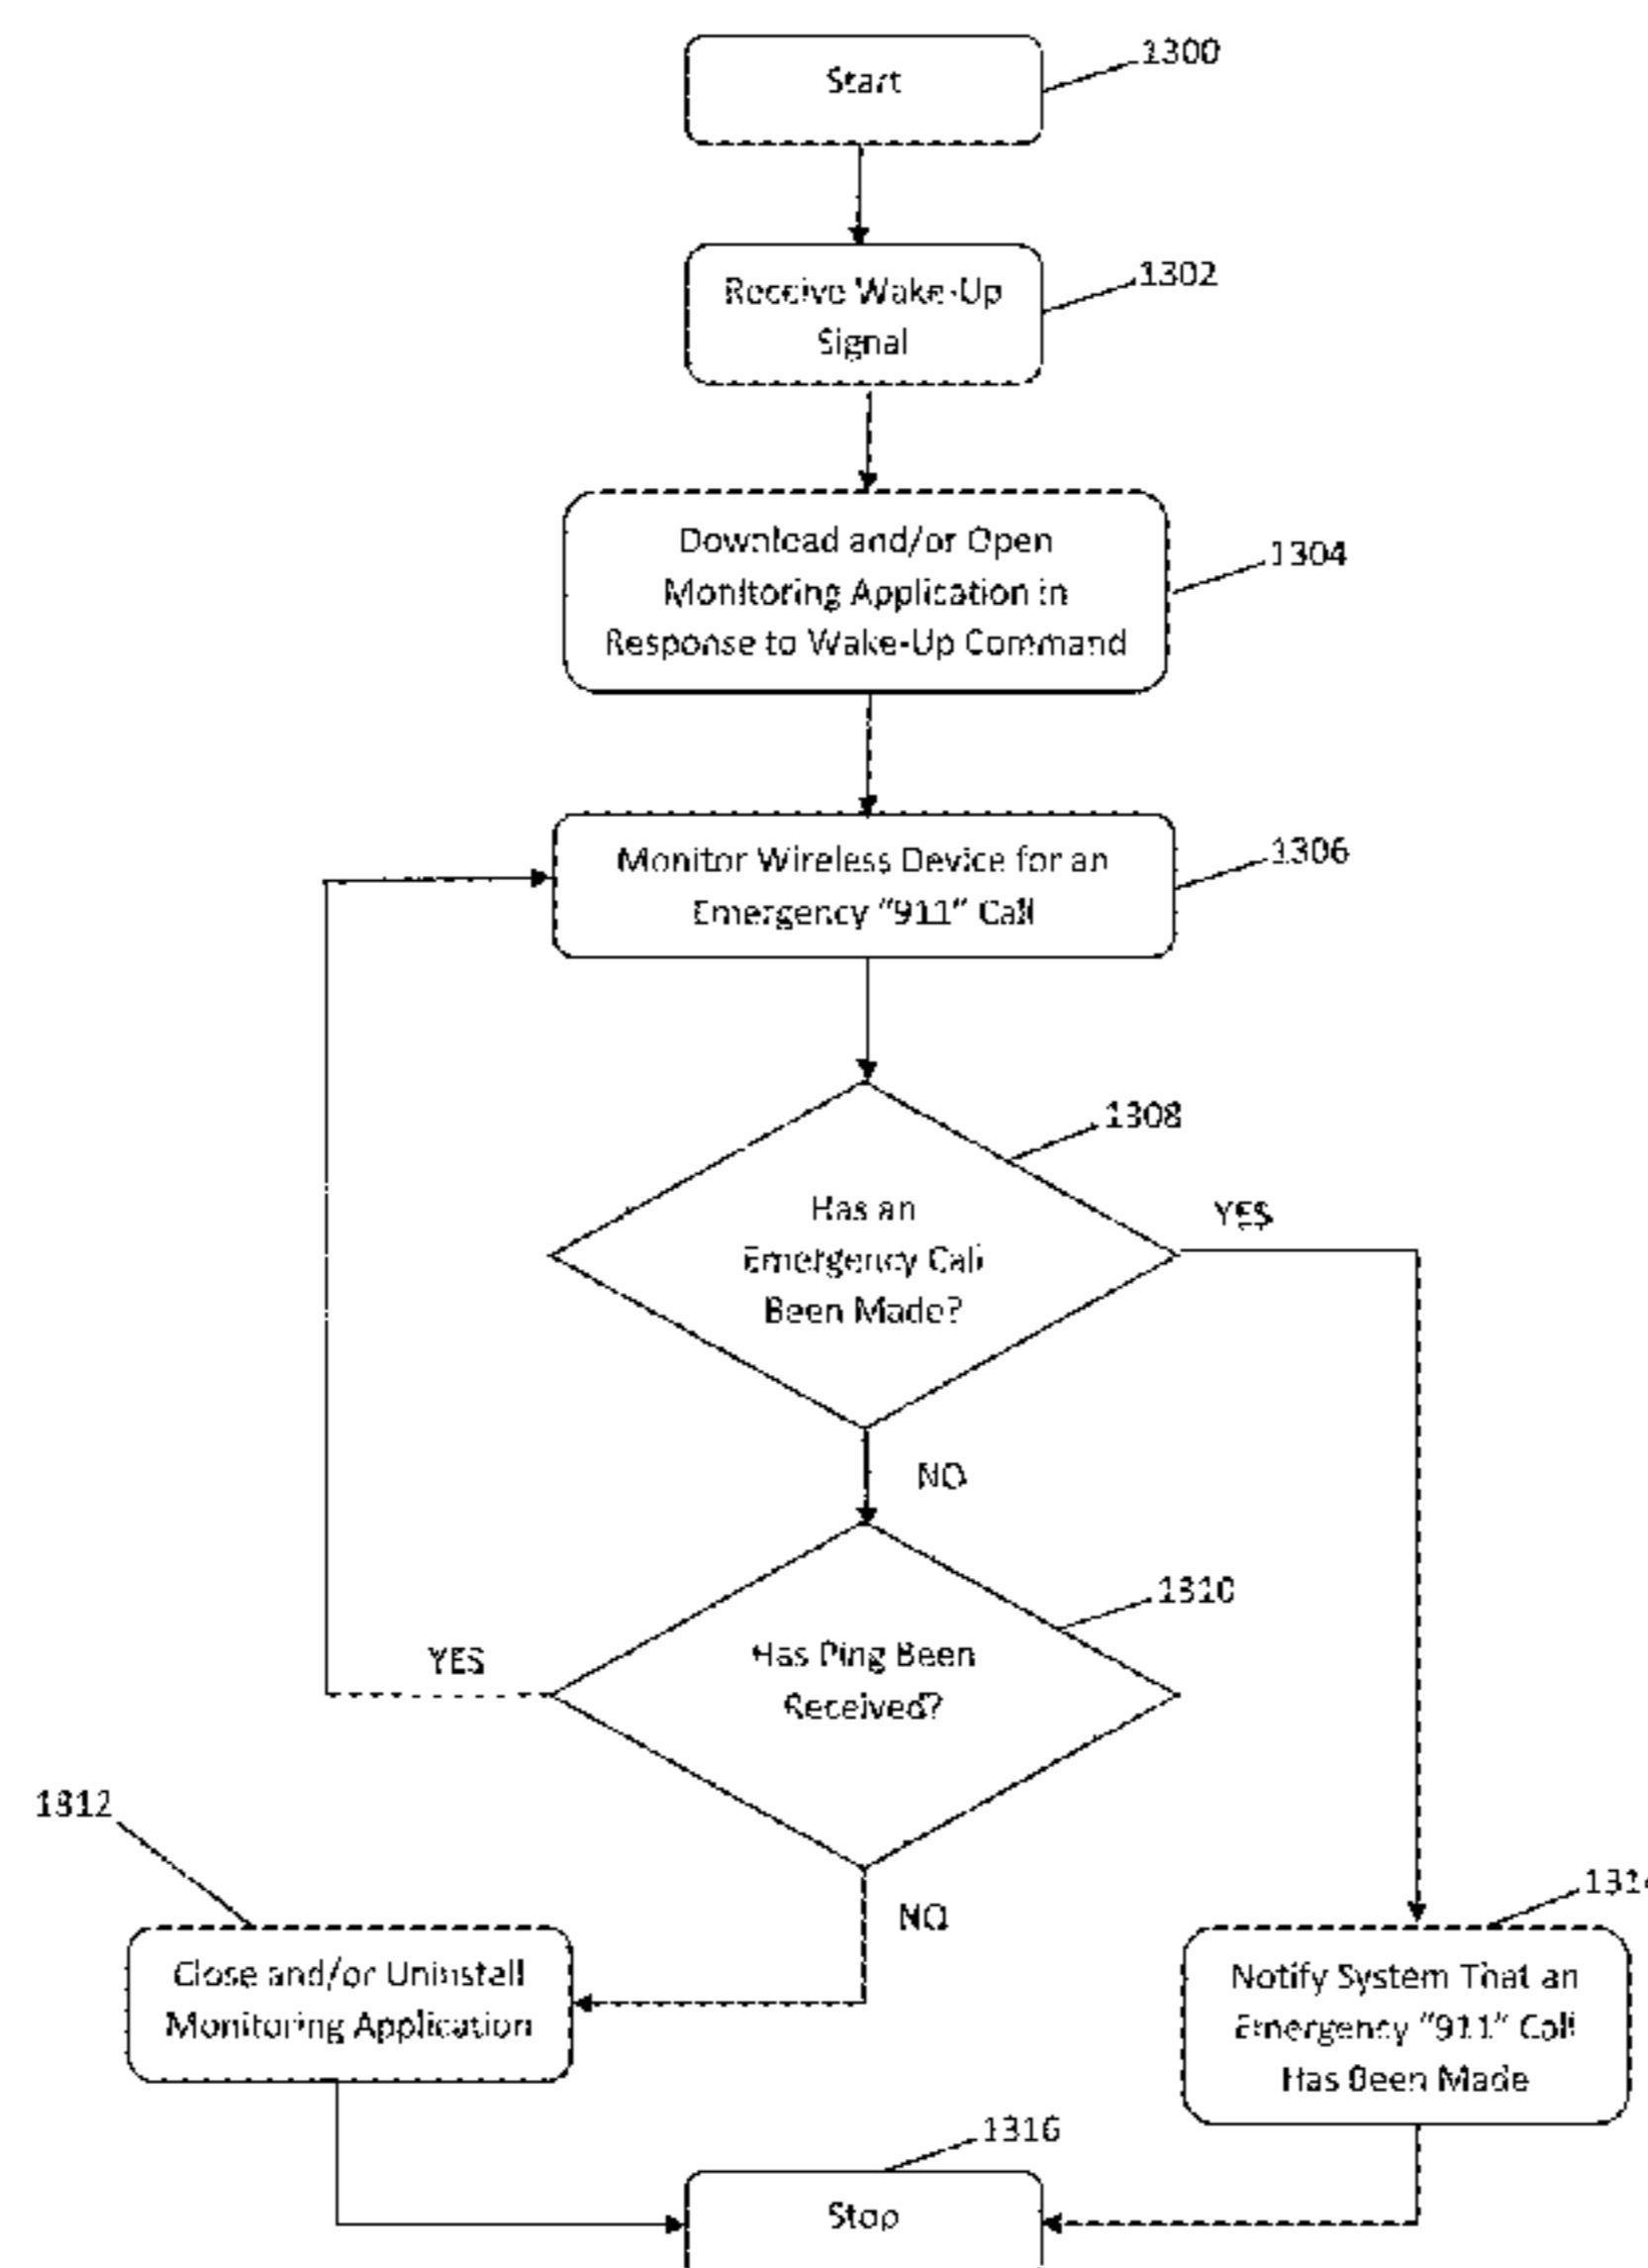 Start
1300
Receive Wake-Up
Signal
1302
Download and/or Open
Monitoring Application in
Response to Wake-Up Command
1304
Monitor Wireless Device for an
Emergency "911" Call
1306
1308
Has an
Emergency Call
Been Made?
YES
NO
1310
Has Ping Been
Received?
YES
NO
1312
Close and/or Uninstall
Monitoring Application
Notify System That an
Emergency "911" Call
Has Been Made
1316
Stop